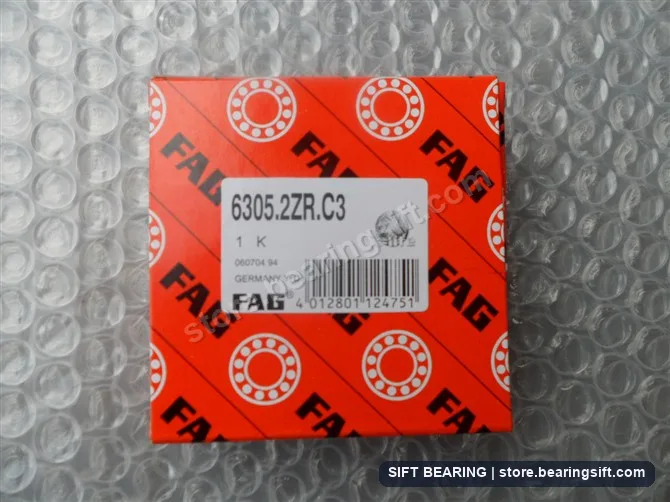 FAG
FAG
FAG
6305.2ZR.C3
1 K
060704 94
GERMANY
FAG®
4 012801 124751
FAG
FAG
FAG
FAG
FAG
store.bearingsift.com
SIFT BEARING | store.bearingsift.com